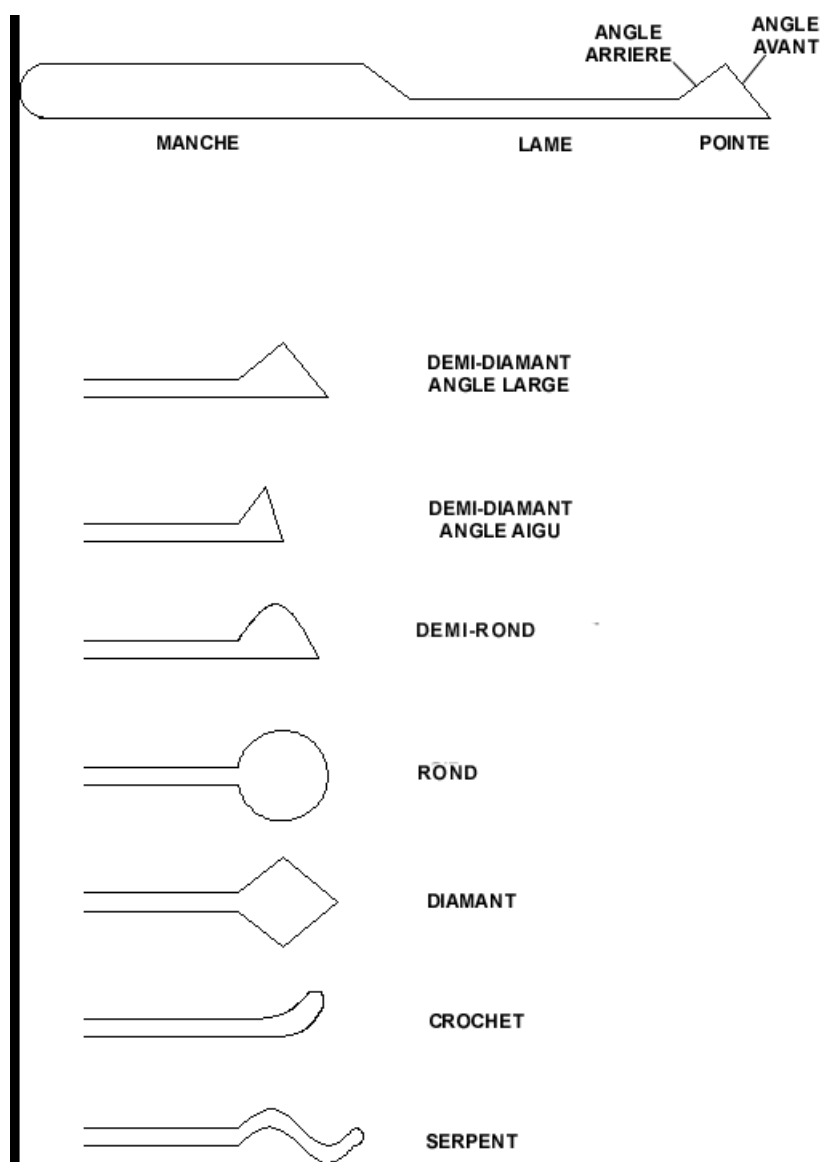 ANGLE
ARRIERE
ANGLE
AVANT
MANCHE
LAME
POINTE
DEMI-DIAMANT
ANGLE LARGE
DEMI-DIAMANT
ANGLE AIGU
DEMI-ROND
ROND
DIAMANT
CROCHET
SERPENT